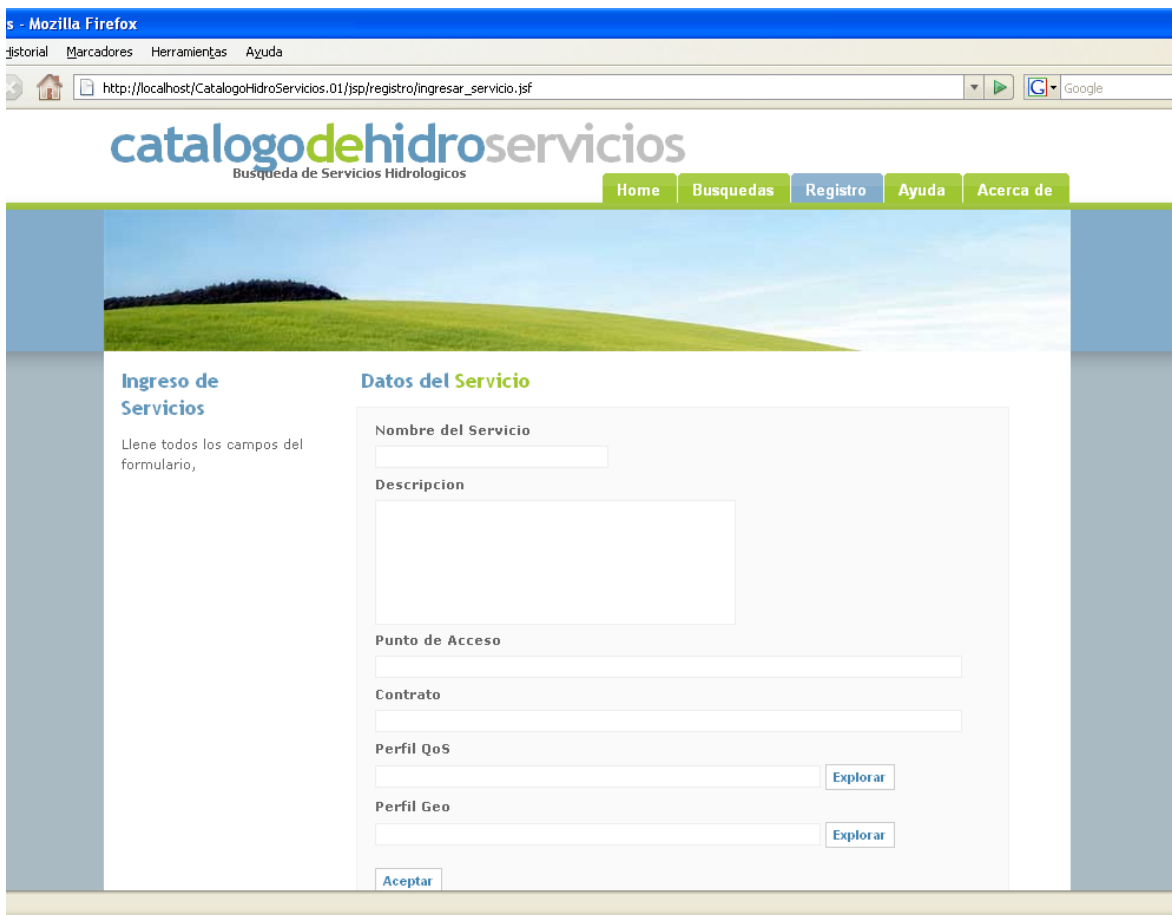 s - Mozilla Firefox
Historial Marcadores Herramientas Ayuda
http://localhost/CatalogoHidroServicios.01/jsp/registro/ingresar_servicio.jsf
G Google
catalogodehidroservicios
Busqueda de Servicios Hidrologicos
Home Busquedas Registro Ayuda Acerca de
Ingreso de
Servicios
Llene todos los campos del
formulario,
Datos del Servicio
Nombre del Servicio
Descripcion
Punto de Acceso
Contrato
Perfil QoS
Explorar
Perfil Geo
Explorar
Aceptar